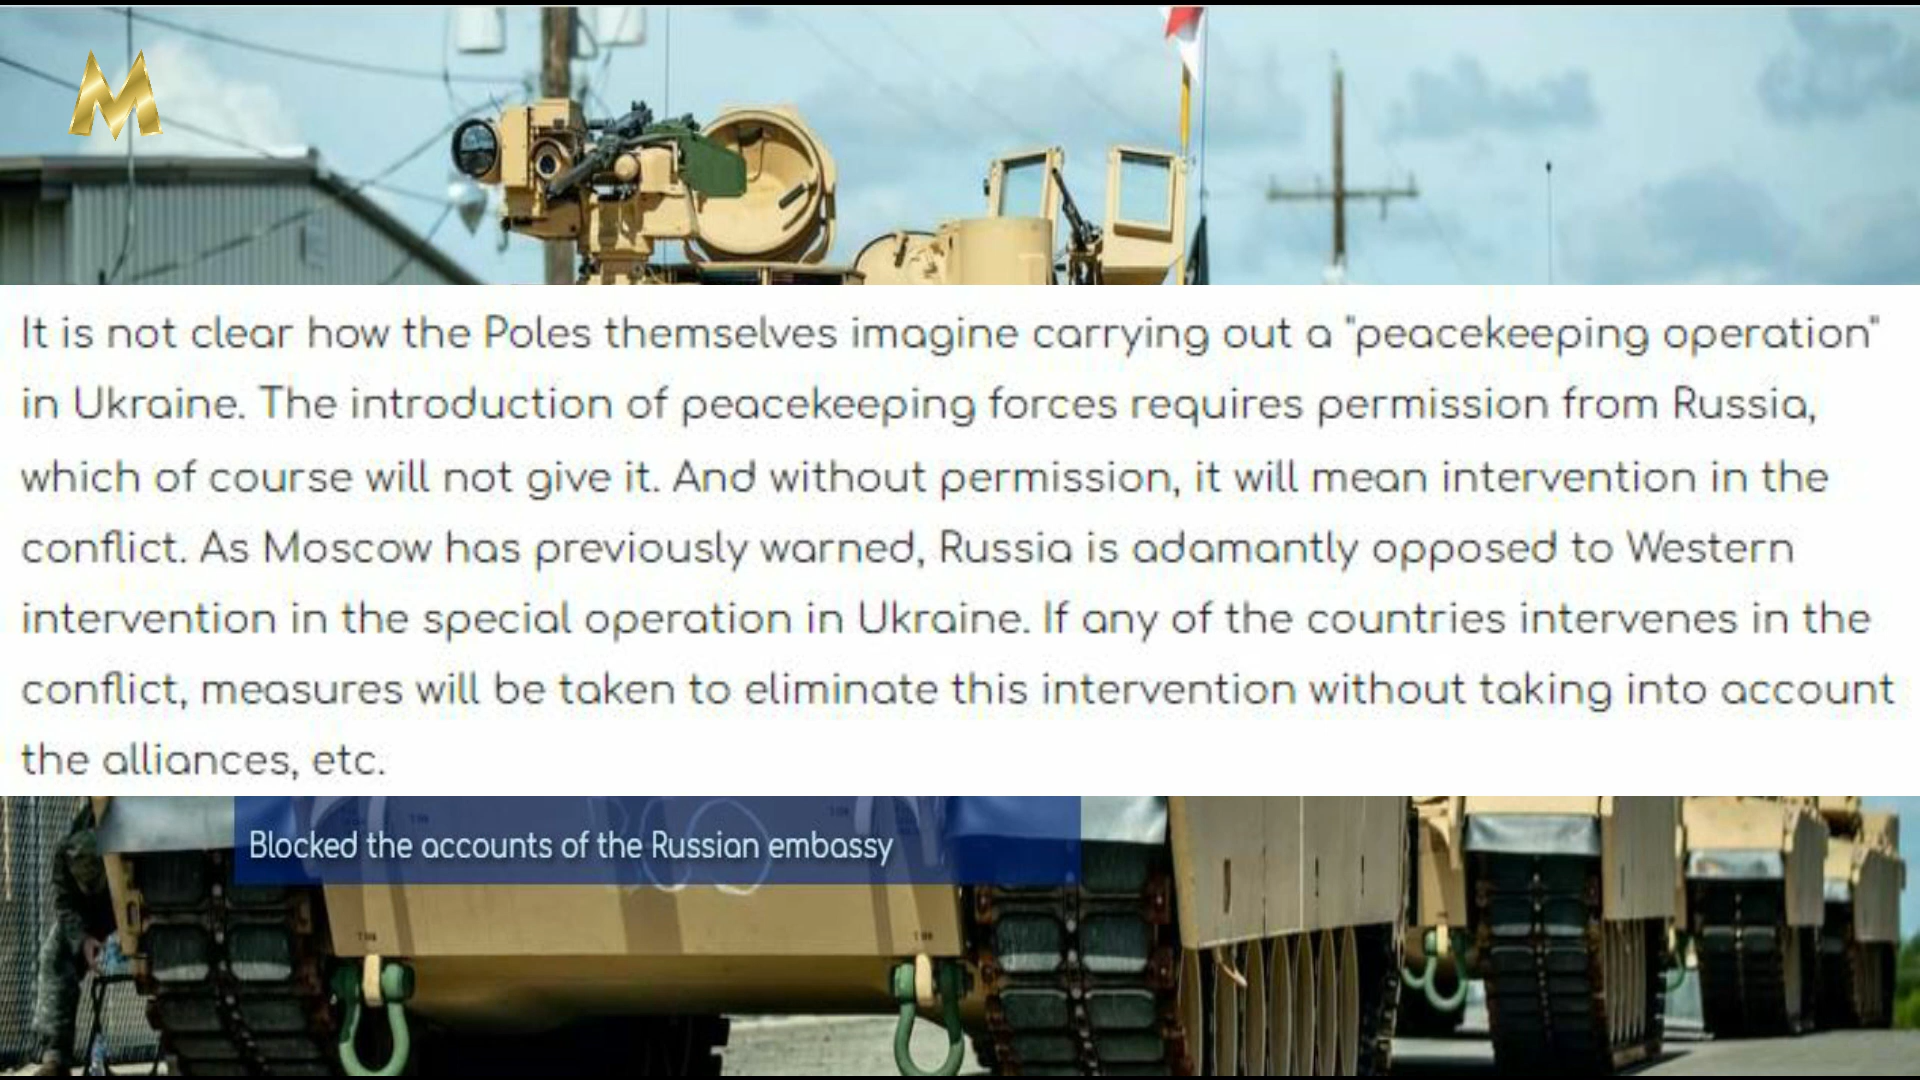 M
It is not clear how the Poles themselves imagine carrying out a "peacekeeping operation"
in Ukraine. The introduction of peacekeeping forces requires permission from Russia,
which of course will not give it. And without permission, it will mean intervention in the
conflict. As Moscow has previously warned, Russia is adamantly opposed to Western
intervention in the special operation in Ukraine. If any of the countries intervenes in the
conflict, measures will be taken to eliminate this intervention without taking into account
the alliances, etc.
Blocked the accounts of the Russian embassy